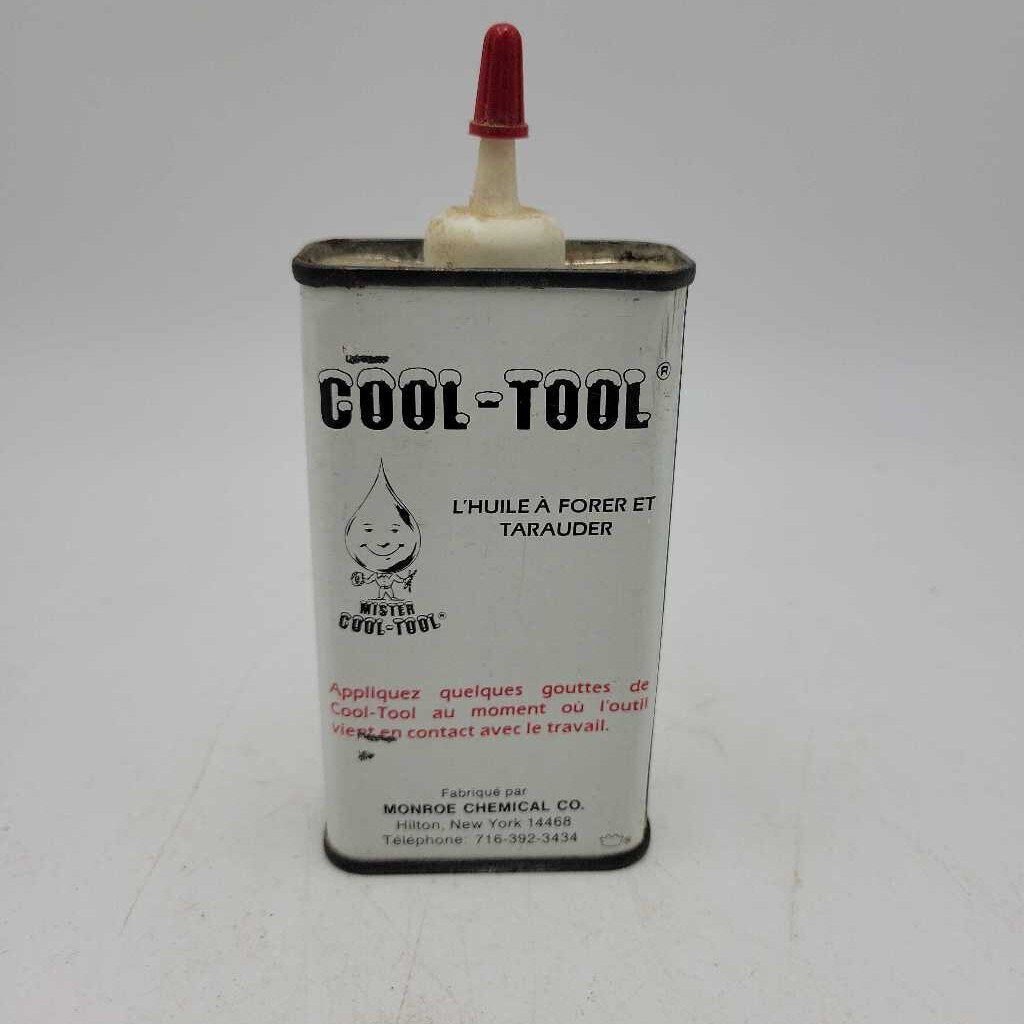 COOL-TOOL®
L'HUILE À FORER ET
TARAUDER
MISTER
COOL-TOOL®
Appliquez quelques gouttes de
Cool-Tool au moment où l'outil
vient en contact avec le travail.
Fabriqué par
MONROE CHEMICAL CO.
Hilton, New York 14468
Téléphone: 716-392-3434